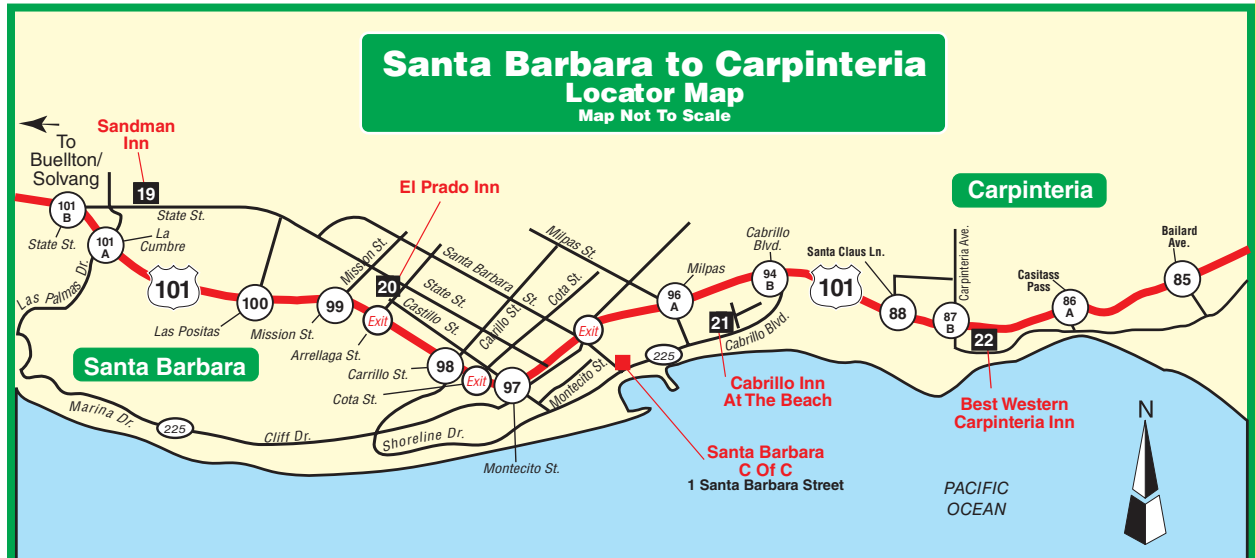 Santa Barbara to Carpinteria
Locator Map
Map Not To Scale
To
Buellton/
Solvang
Sandman
Inn
19
State St.
101
B
State St.
101
A
La
Cumbre
Las Palmas Dr.
101
100
Las Positas
99
Mission St.
Mission St.
El Prado Inn
20
Exit
Arrellaga St.
Santa Barbara St.
State St.
Castillo St.
Carrillo St.
Cota St.
98
Carrillo St.
Exit
Cota St.
97
Montecito St.
Exit
Montecito St.
Milpas St.
96
A
Milpas
Cabrillo
Blvd.
94
B
21
Cabrillo Blvd.
225
Cabrillo Inn
At The Beach
Santa Barbara
C Of C
1 Santa Barbara Street
Santa Barbara
Marina Dr.
225
Cliff Dr.
Shoreline Dr.
Carpinteria
101
Santa Claus Ln.
88
Carpinteria Ave.
87
B
22
Best Western
Carpinteria Inn
Casitass
Pass
86
A
Bailard
Ave.
85
N
PACIFIC
OCEAN